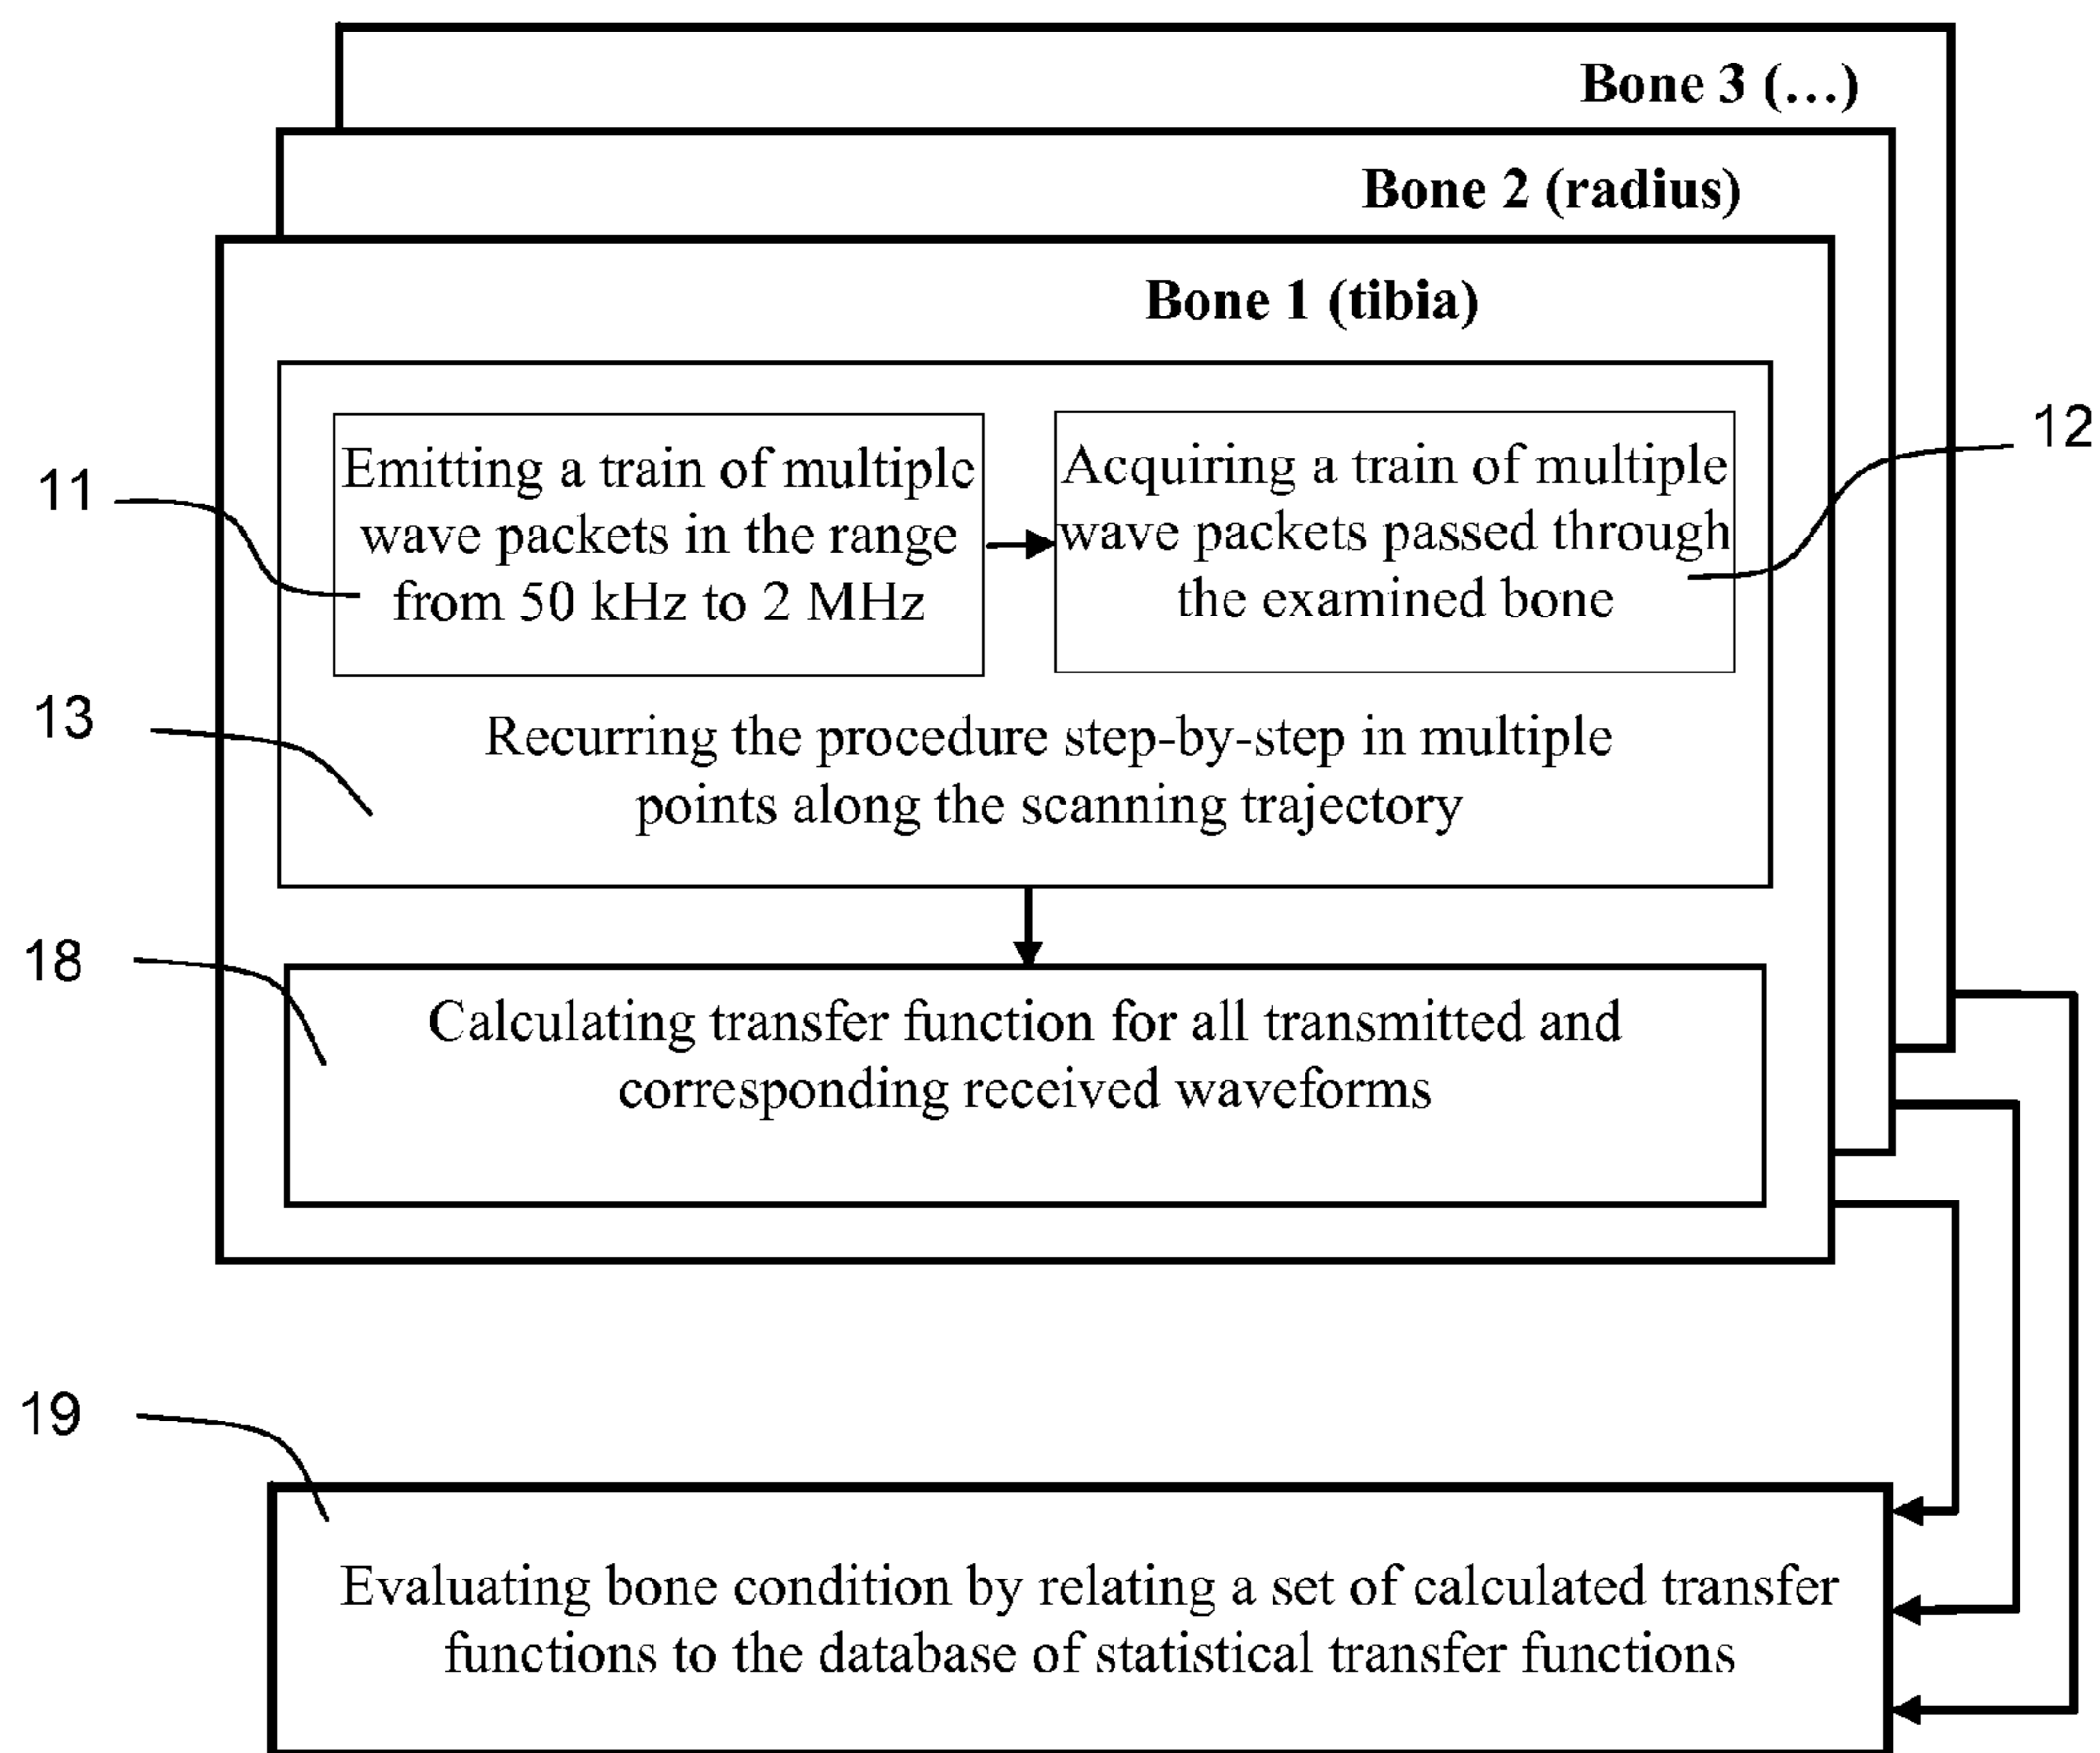 Bone 3 (…)
Bone 2 (radius)
Bone 1 (tibia)
11
Emitting a train of multiple
wave packets in the range
from 50 kHz to 2 MHz
12
Acquiring a train of multiple
wave packets passed through
the examined bone
13
Recurring the procedure step-by-step in multiple
points along the scanning trajectory
18
Calculating transfer function for all transmitted and
corresponding received waveforms
19
Evaluating bone condition by relating a set of calculated transfer
functions to the database of statistical transfer functions